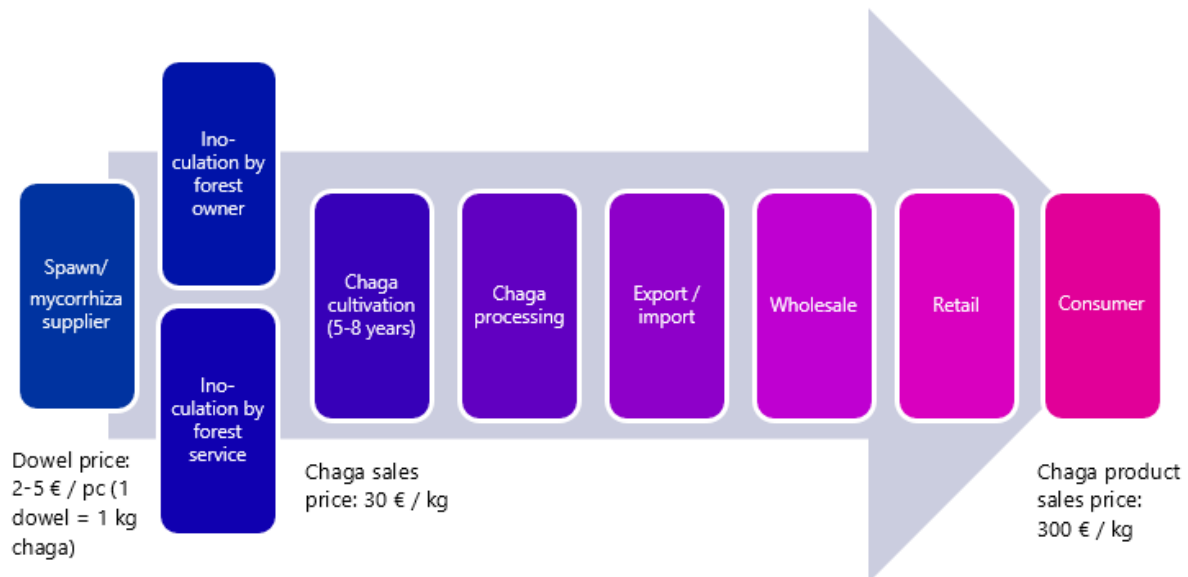 Spawn/
mycorrhiza
supplier
Dowel price:
2-5 € / pc (1
dowel = 1 kg
chaga)
Ino-
culation by
forest
owner
Ino-
culation by
forest
service
Chaga
cultivation
(5-8 years)
Chaga sales
price: 30 € / kg
Chaga
processing
Export /
import
Wholesale
Retail
Consumer
Chaga product
sales price:
300 € / kg